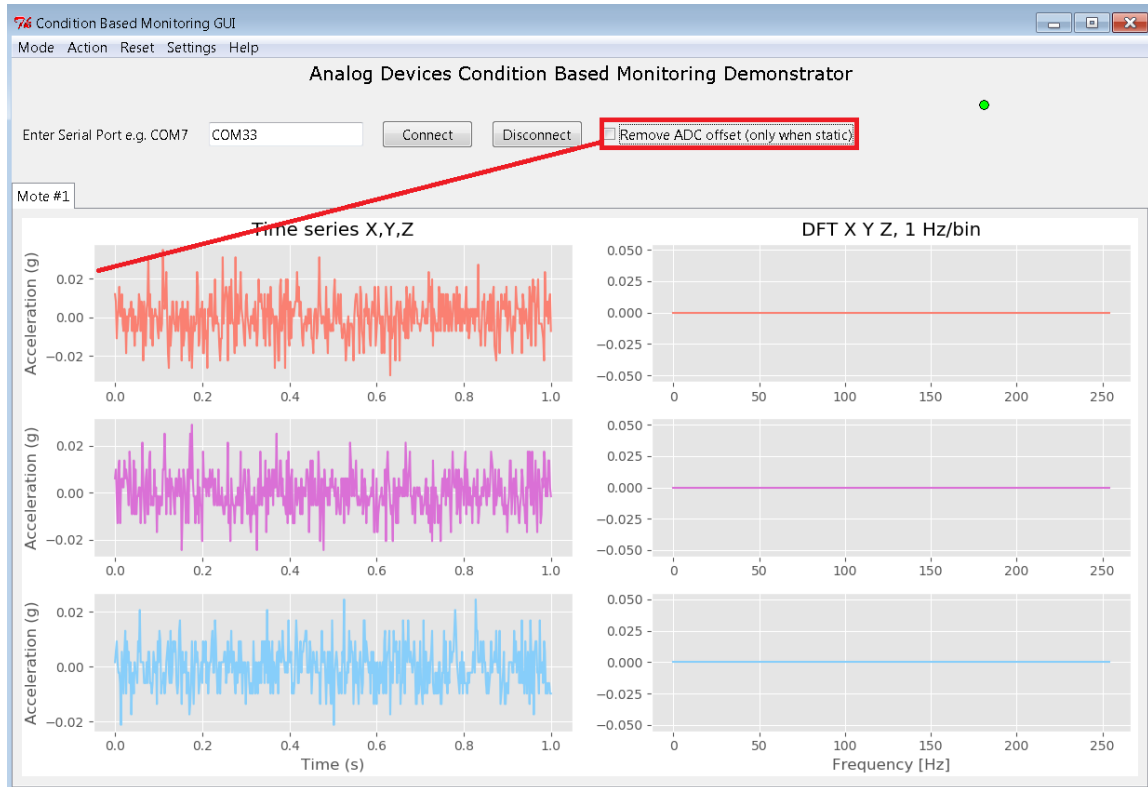 Condition Based Monitoring GUI
Mode Action Reset Settings Help
Analog Devices Condition Based Monitoring Demonstrator
Enter Serial Port e.g. COM7 COM33 Connect Disconnect Remove ADC offset (only when static)
Mote #1
Time series X,Y,Z
Acceleration (g)
0.02
0.00
−0.02
0.0 0.2 0.4 0.6 0.8 1.0
DFT X Y Z, 1 Hz/bin
0.050
0.025
0.000
−0.025
−0.050
0 50 100 150 200 250
Acceleration (g)
0.02
0.00
−0.02
0.0 0.2 0.4 0.6 0.8 1.0
0.050
0.025
0.000
−0.025
−0.050
0 50 100 150 200 250
Acceleration (g)
0.02
0.00
−0.02
0.0 0.2 0.4 0.6 0.8 1.0
Time (s)
0.050
0.025
0.000
−0.025
−0.050
0 50 100 150 200 250
Frequency [Hz]